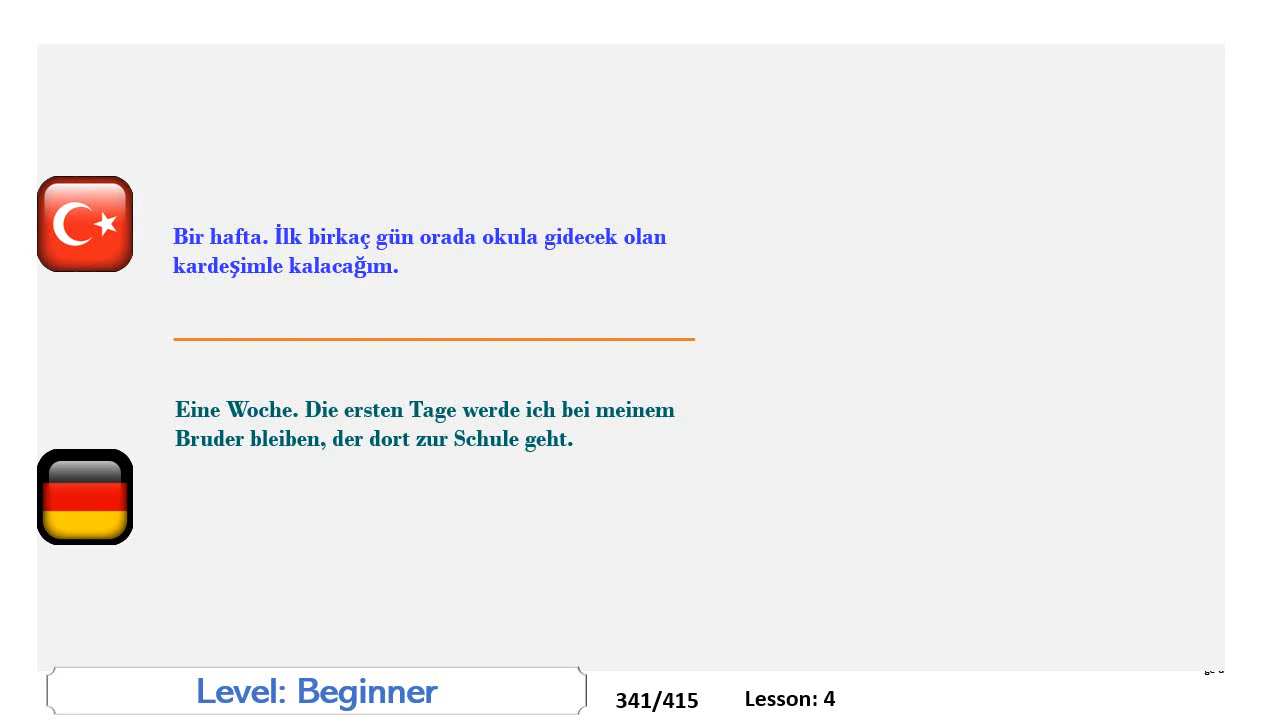 Bir hafta. İlk birkaç gün orada okula gidecek olan
kardeşimle kalacağım.
Eine Woche. Die ersten Tage werde ich bei meinem
Bruder bleiben, der dort zur Schule geht.
Level: Beginner
341/415
Lesson: 4